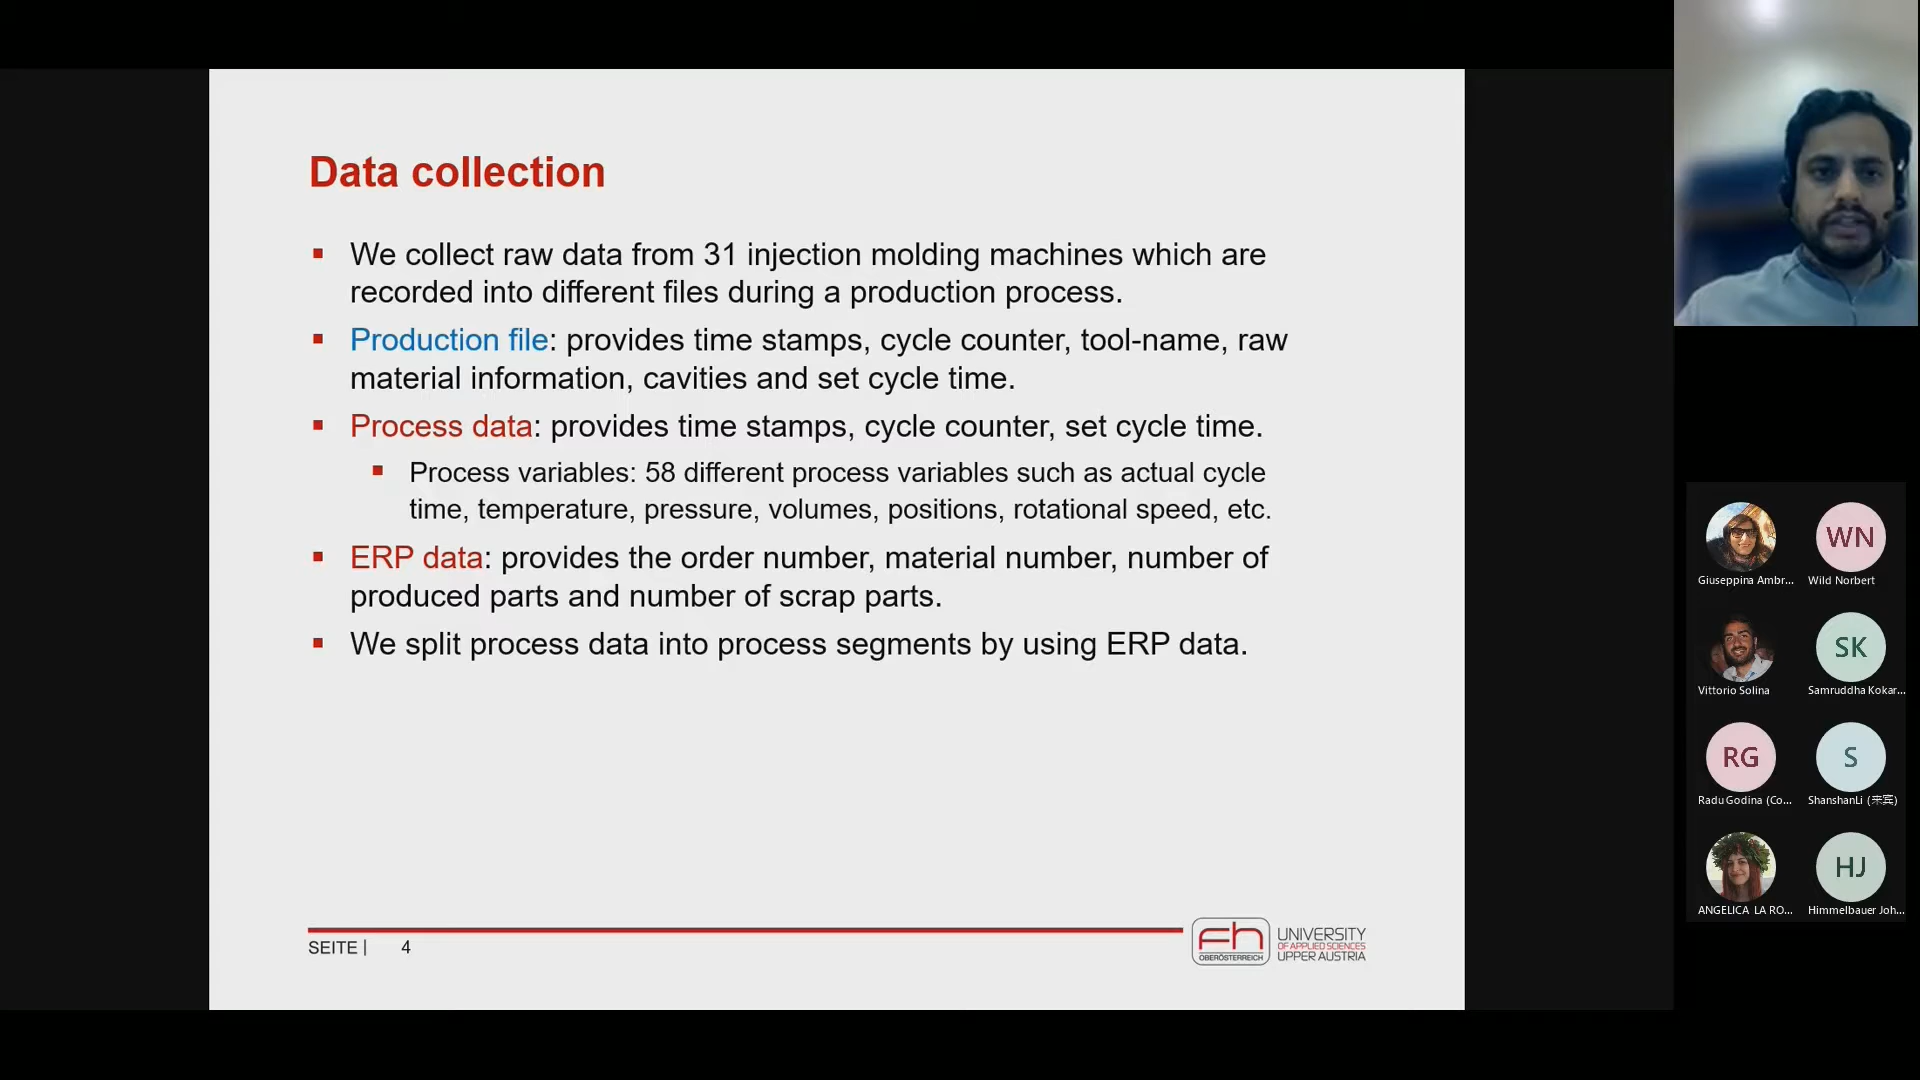 Data collection
We collect raw data from 31 injection molding machines which are
recorded into different files during a production process.
Production file: provides time stamps, cycle counter, tool-name, raw
material information, cavities and set cycle time.
Process data: provides time stamps, cycle counter, set cycle time.
Process variables: 58 different process variables such as actual cycle
time, temperature, pressure, volumes, positions, rotational speed, etc.
ERP data: provides the order number, material number, number of
produced parts and number of scrap parts.
We split process data into process segments by using ERP data.
SEITE | 4
fh
OBERÖSTERREICH
UNIVERSITY
OF APPLIED SCIENCES
UPPER AUSTRIA
WN
Giuseppina Ambr... Wild Norbert
SK
Vittorio Solina Samruddha Kokar...
RG S
Radu Godina (Co... ShanshanLi (来宾)
HJ
ANGELICA LA RO... Himmelbauer Joh...